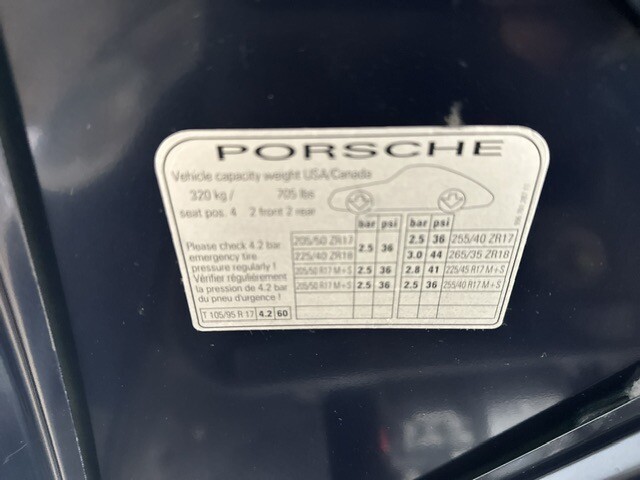 PORSCHE
Vehicle capacity weight USA/Canada
320 kg / 705 lbs
seat pos. 4 2 front 2 rear
bar psi bar psi
Please check 4.2 bar
emergency tire
pressure regularly !
Vérifier régulièrement
la pression de 4.2 bar
du pneu d'urgence !
205/50 ZR17 2.5 36 2.5 36 255/40 ZR17
225/40 ZR18 3.0 44 265/35 ZR18
205/50 R17 M+S 2.5 36 2.8 41 225/45 R17 M+S
205/50 R17 M+S 2.5 36 2.5 36 255/40 R17 M+S
T 105/95 R 17 4.2 60